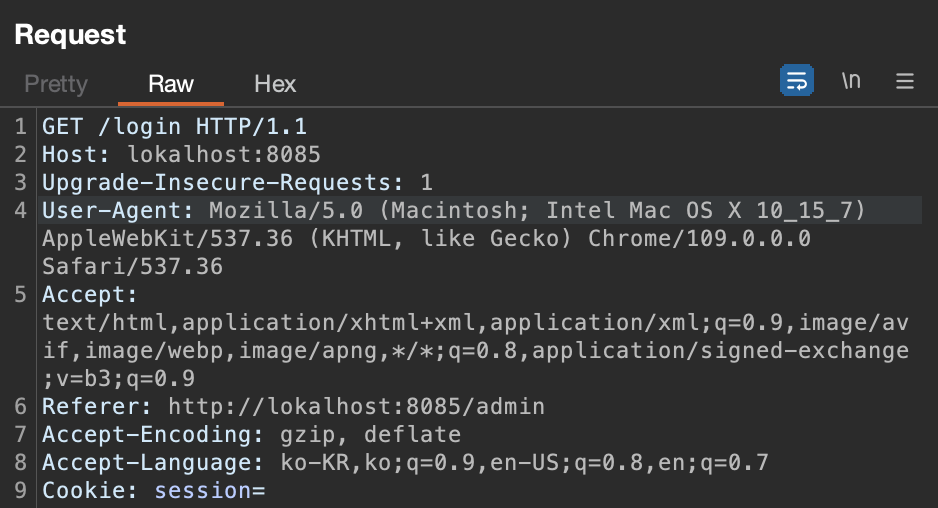 Request
Pretty Raw Hex
\n
1 GET /login HTTP/1.1
2 Host: lokalhost:8085
3 Upgrade-Insecure-Requests: 1
4 User-Agent: Mozilla/5.0 (Macintosh; Intel Mac OS X 10_15_7)
AppleWebKit/537.36 (KHTML, like Gecko) Chrome/109.0.0.0
Safari/537.36
5 Accept:
text/html,application/xhtml+xml,application/xml;q=0.9,image/av
if,image/webp,image/apng,*/*;q=0.8,application/signed-exchange
;v=b3;q=0.9
6 Referer: http://lokalhost:8085/admin
7 Accept-Encoding: gzip, deflate
8 Accept-Language: ko-KR,ko;q=0.9,en-US;q=0.8,en;q=0.7
9 Cookie: session=